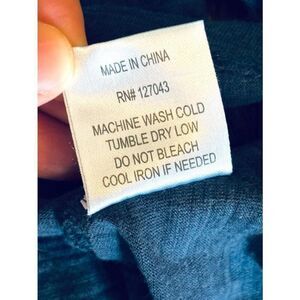 MADE IN CHINA
RN# 127043
MACHINE WASH COLD
TUMBLE DRY LOW
DO NOT BLEACH
COOL IRON IF NEEDED